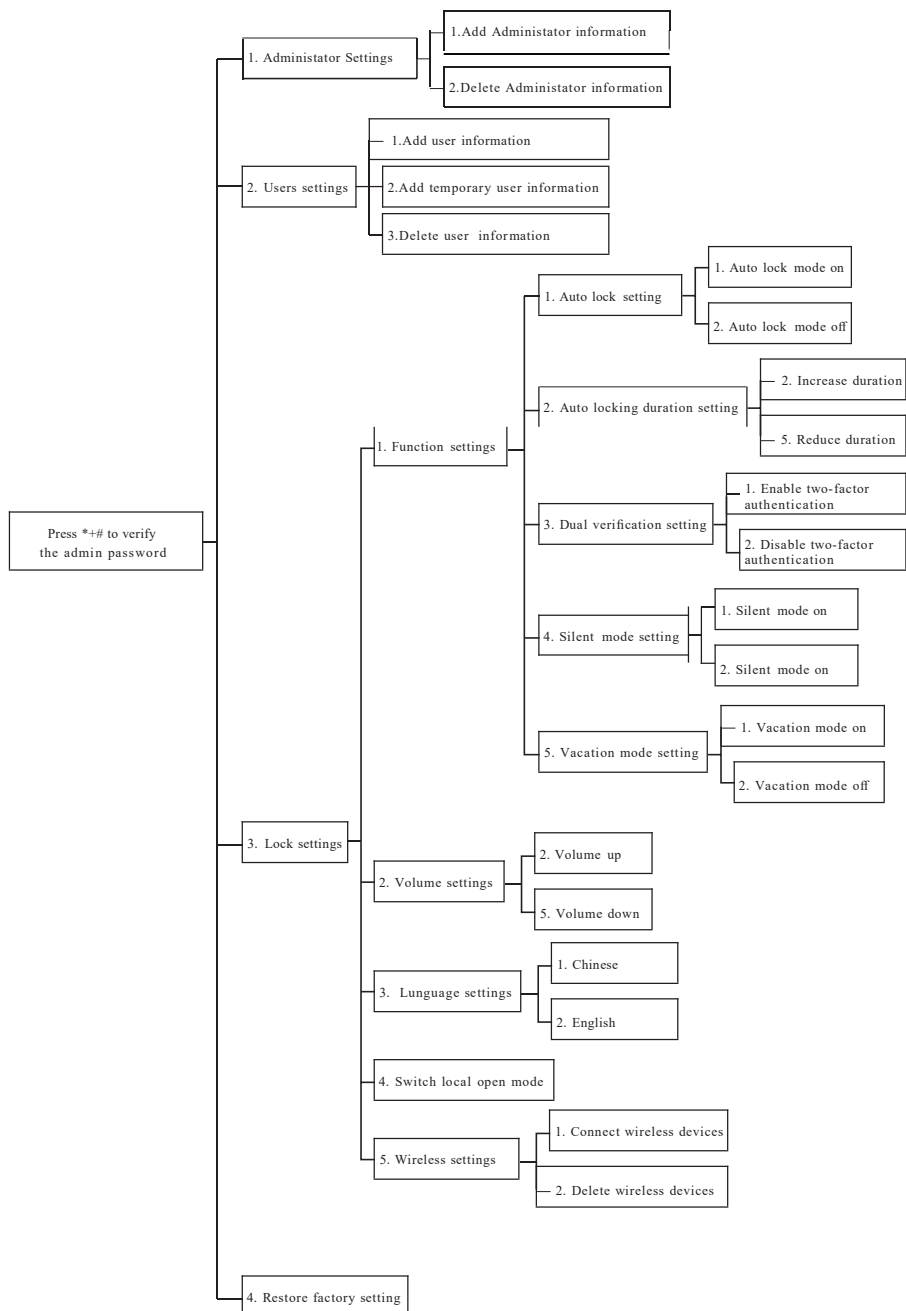 1.Add Administator information
1. Administator Settings
2.Delete Administator information
1.Add user information
2. Users settings
2.Add temporary user information
3.Delete user information
1. Auto lock mode on
1. Auto lock setting
2. Auto lock mode off
2. Increase duration
2. Auto locking duration setting
5. Reduce duration
1. Function settings
1. Enable two-factor
authentication
3. Dual verification setting
2. Disable two-factor
authentication
Press *+# to verify
the admin password
1. Silent mode on
4. Silent mode setting
2. Silent mode on
1. Vacation mode on
5. Vacation mode setting
2. Vacation mode off
3. Lock settings
2. Volume up
2. Volume settings
5. Volume down
1. Chinese
3. Lunguage settings
2. English
4. Switch local open mode
1. Connect wireless devices
5. Wireless settings
2. Delete wireless devices
4. Restore factory setting